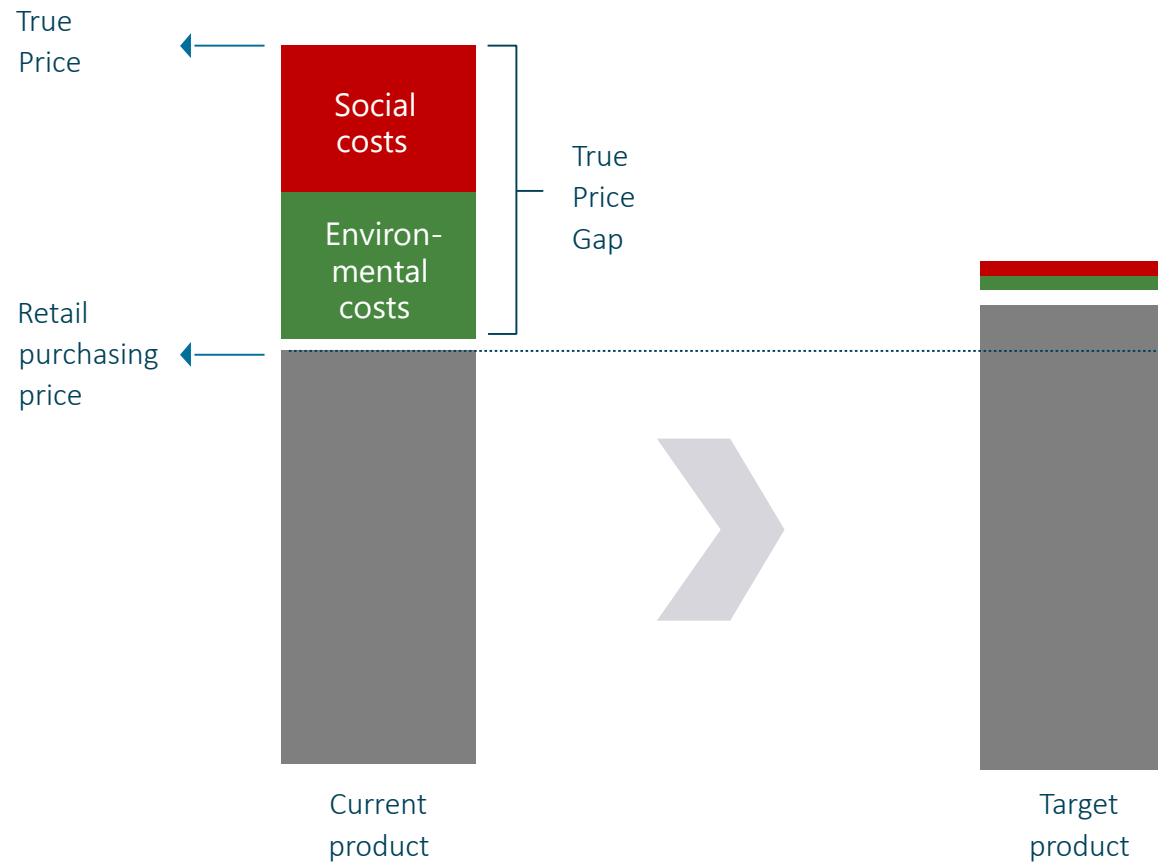 True
Price
Social
costs
True
Price
Gap
Environ-
mental
costs
Retail
purchasing
price
Current
product
Target
product